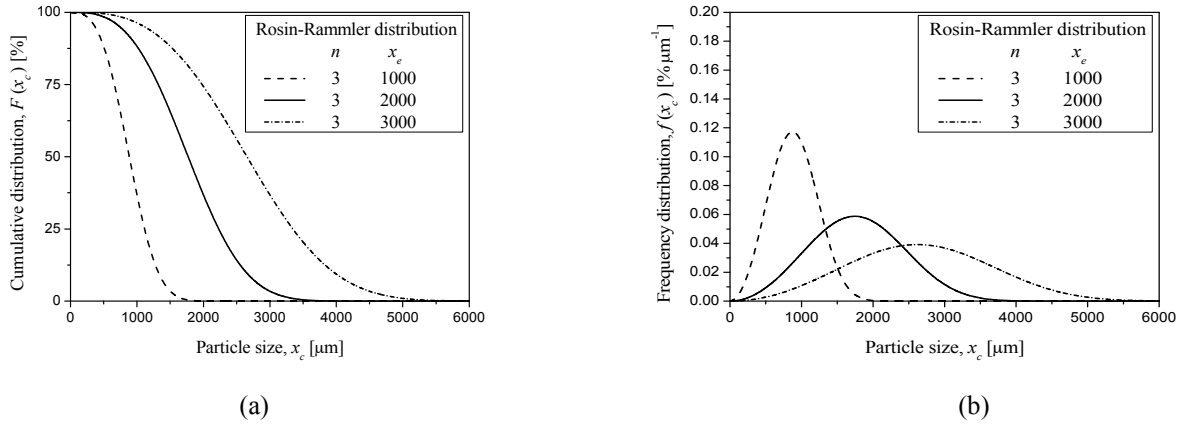 Cumulative distribution, F (x_c) [%]
100
75
50
25
0
0 1000 2000 3000 4000 5000 6000
Particle size, x_c [μm]
Rosin-Rammler distribution
n x_e
3 1000
3 2000
3 3000
(a)
Frequency distribution, f (x_c) [% μm⁻¹]
0.20
0.18
0.16
0.14
0.12
0.10
0.08
0.06
0.04
0.02
0.00
0 1000 2000 3000 4000 5000 6000
Particle size, x_c [μm]
Rosin-Rammler distribution
n x_e
3 1000
3 2000
3 3000
(b)